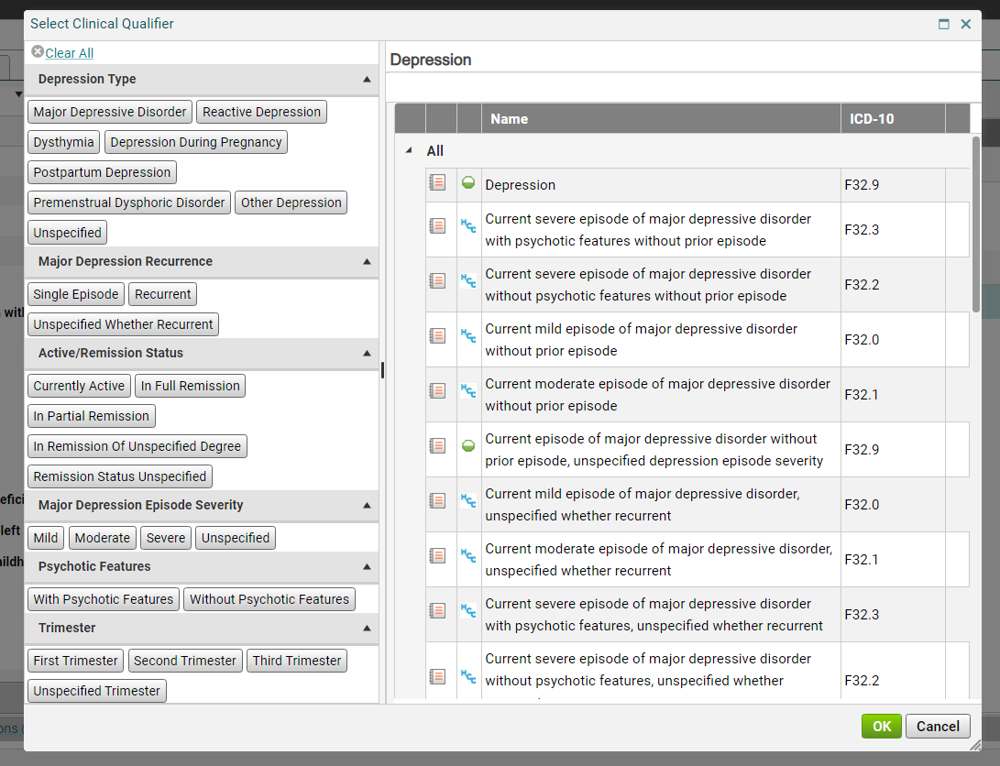 Select Clinical Qualifier
Clear All
Depression Type
Major Depressive Disorder Reactive Depression
Dysthymia Depression During Pregnancy
Postpartum Depression
Premenstrual Dysphoric Disorder Other Depression
Unspecified
Major Depression Recurrence
Single Episode Recurrent
Unspecified Whether Recurrent
Active/Remission Status
Currently Active In Full Remission
In Partial Remission
In Remission Of Unspecified Degree
Remission Status Unspecified
Major Depression Episode Severity
Mild Moderate Severe Unspecified
Psychotic Features
With Psychotic Features Without Psychotic Features
Trimester
First Trimester Second Trimester Third Trimester
Unspecified Trimester
Depression
Name ICD-10
All
Depression F32.9
HCC Current severe episode of major depressive disorder
with psychotic features without prior episode F32.3
HCC Current severe episode of major depressive disorder
without psychotic features without prior episode F32.2
HCC Current mild episode of major depressive disorder
without prior episode F32.0
HCC Current moderate episode of major depressive disorder
without prior episode F32.1
Current episode of major depressive disorder without
prior episode, unspecified depression episode severity F32.9
HCC Current mild episode of major depressive disorder,
unspecified whether recurrent F32.0
HCC Current moderate episode of major depressive disorder,
unspecified whether recurrent F32.1
HCC Current severe episode of major depressive disorder
with psychotic features, unspecified whether recurrent F32.3
HCC Current severe episode of major depressive disorder
without psychotic features, unspecified whether F32.2
OK Cancel
left